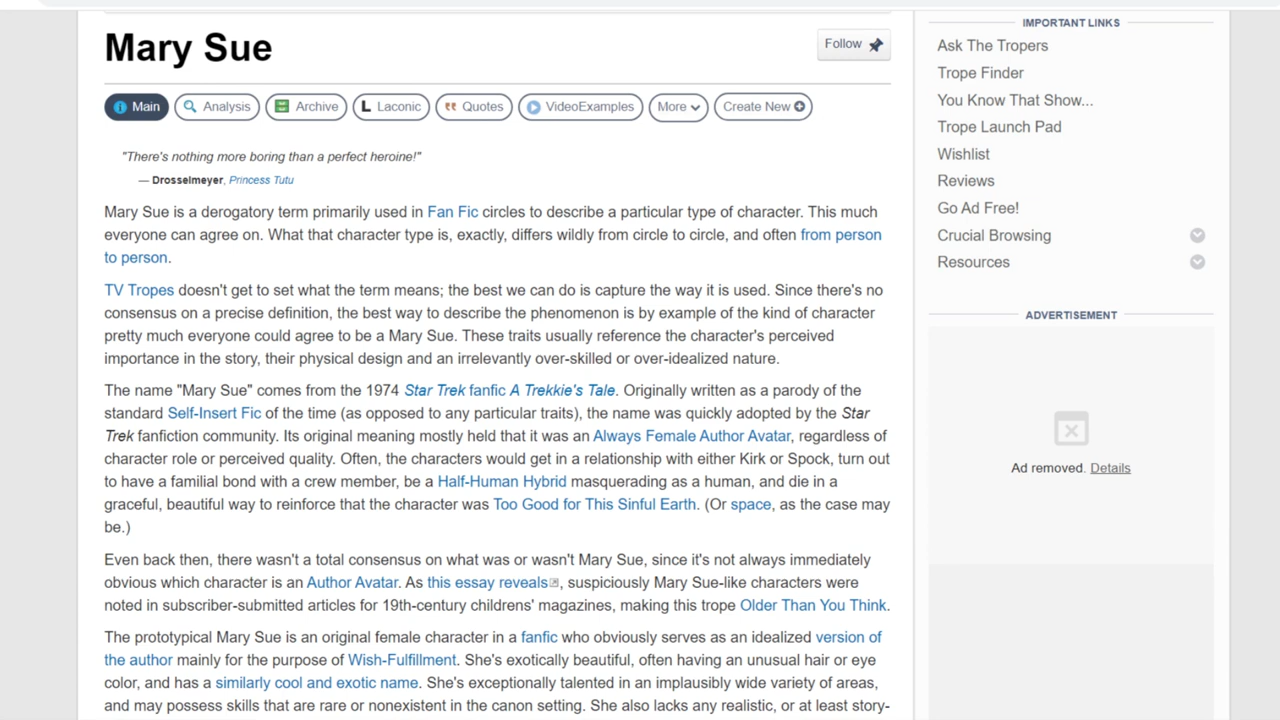 Mary Sue
Follow
Main
Analysis
Archive
L Laconic
Quotes
VideoExamples
More
Create New
"There's nothing more boring than a perfect heroine!"
— Drosselmeyer, Princess Tutu
Mary Sue is a derogatory term primarily used in Fan Fic circles to describe a particular type of character. This much
everyone can agree on. What that character type is, exactly, differs wildly from circle to circle, and often from person
to person.
TV Tropes doesn't get to set what the term means; the best we can do is capture the way it is used. Since there's no
consensus on a precise definition, the best way to describe the phenomenon is by example of the kind of character
pretty much everyone could agree to be a Mary Sue. These traits usually reference the character's perceived
importance in the story, their physical design and an irrelevantly over-skilled or over-idealized nature.
The name "Mary Sue" comes from the 1974 Star Trek fanfic A Trekkie's Tale. Originally written as a parody of the
standard Self-Insert Fic of the time (as opposed to any particular traits), the name was quickly adopted by the Star
Trek fanfiction community. Its original meaning mostly held that it was an Always Female Author Avatar, regardless of
character role or perceived quality. Often, the characters would get in a relationship with either Kirk or Spock, turn out
to have a familial bond with a crew member, be a Half-Human Hybrid masquerading as a human, and die in a
graceful, beautiful way to reinforce that the character was Too Good for This Sinful Earth. (Or space, as the case may
be.)
Even back then, there wasn't a total consensus on what was or wasn't Mary Sue, since it's not always immediately
obvious which character is an Author Avatar. As this essay reveals, suspiciously Mary Sue-like characters were
noted in subscriber-submitted articles for 19th-century childrens' magazines, making this trope Older Than You Think.
The prototypical Mary Sue is an original female character in a fanfic who obviously serves as an idealized version of
the author mainly for the purpose of Wish-Fulfillment. She's exotically beautiful, often having an unusual hair or eye
color, and has a similarly cool and exotic name. She's exceptionally talented in an implausibly wide variety of areas,
and may possess skills that are rare or nonexistent in the canon setting. She also lacks any realistic, or at least story-
IMPORTANT LINKS
Ask The Tropers
Trope Finder
You Know That Show...
Trope Launch Pad
Wishlist
Reviews
Go Ad Free!
Crucial Browsing
Resources
ADVERTISEMENT
Ad removed. Details